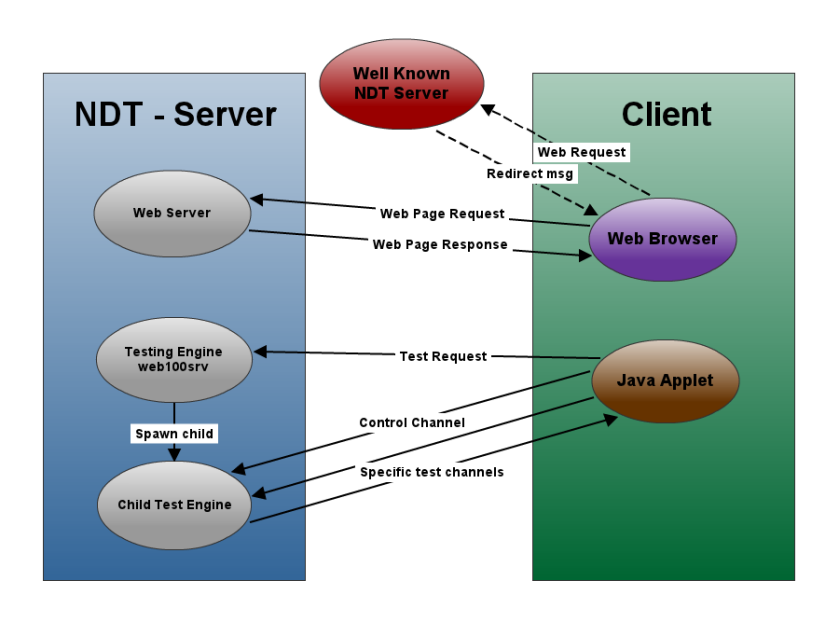 Well Known
NDT Server
NDT - Server
Client
Web Request
Redirect msg
Web Server
Web Page Request
Web Browser
Web Page Response
Testing Engine
web100srv
Test Request
Java Applet
Control Channel
Spawn child
Specific test channels
Child Test Engine